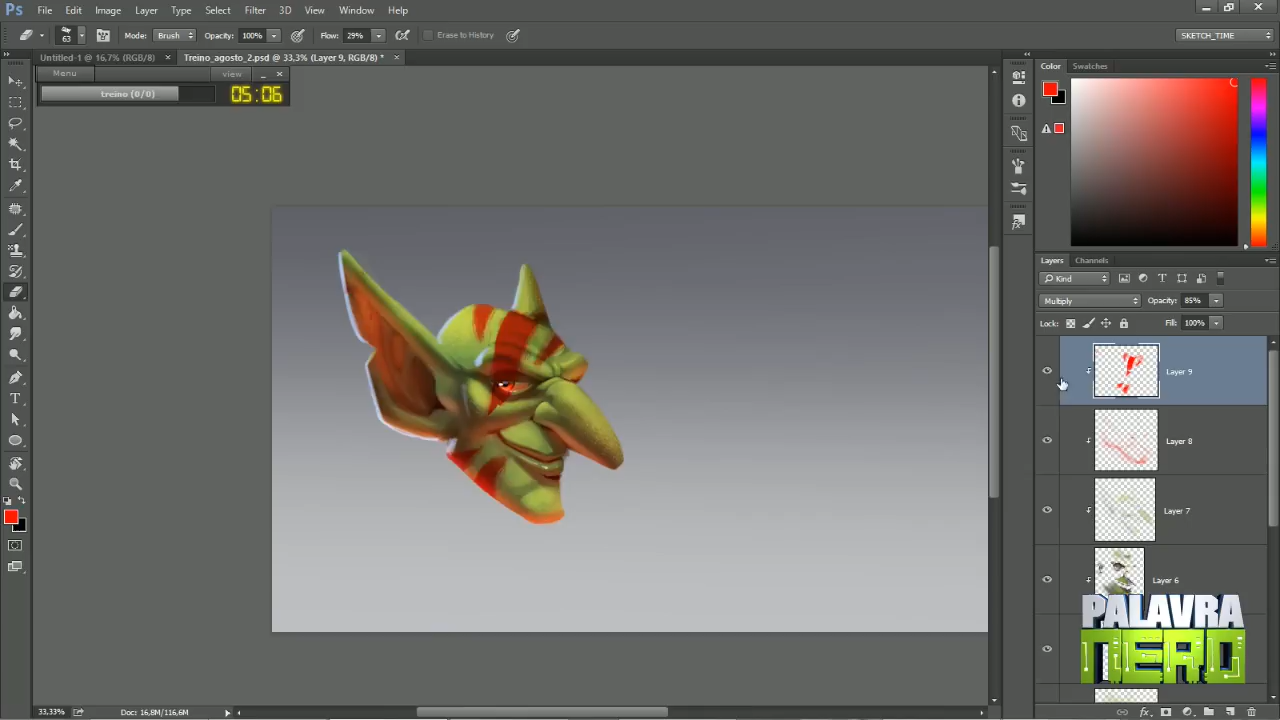 Ps File Edit Image Layer Type Select Filter 3D View Window Help
63 Mode: Brush Opacity: 100% Flow: 29% Erase to History SKETCH_TIME
Untitled-1 @ 16,7% (RGB/8) × Treino_agosto_2.psd @ 33,3% (Layer 9, RGB/8) * ×
Menu view
treino (0/0) 05:06
Color Swatches
Layers Channels
Kind
Multiply Opacity: 85%
Lock: Fill: 100%
Layer 9
Layer 8
Layer 7
Layer 6
PALAVRA
NERD
33,33% Doc: 16,8M/116,6M